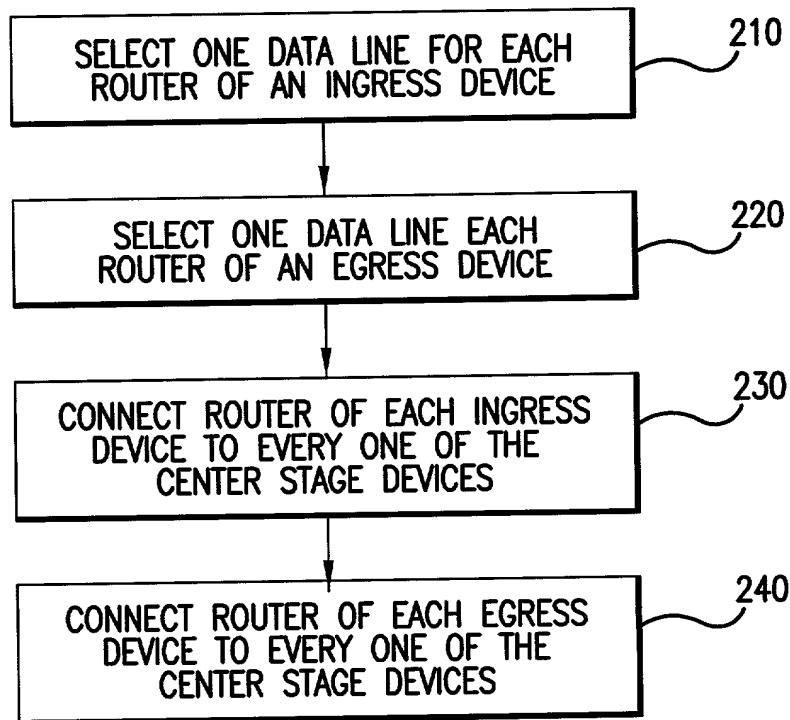 SELECT ONE DATA LINE FOR EACH
ROUTER OF AN INGRESS DEVICE
210
SELECT ONE DATA LINE EACH
ROUTER OF AN EGRESS DEVICE
220
CONNECT ROUTER OF EACH INGRESS
DEVICE TO EVERY ONE OF THE
CENTER STAGE DEVICES
230
CONNECT ROUTER OF EACH EGRESS
DEVICE TO EVERY ONE OF THE
CENTER STAGE DEVICES
240